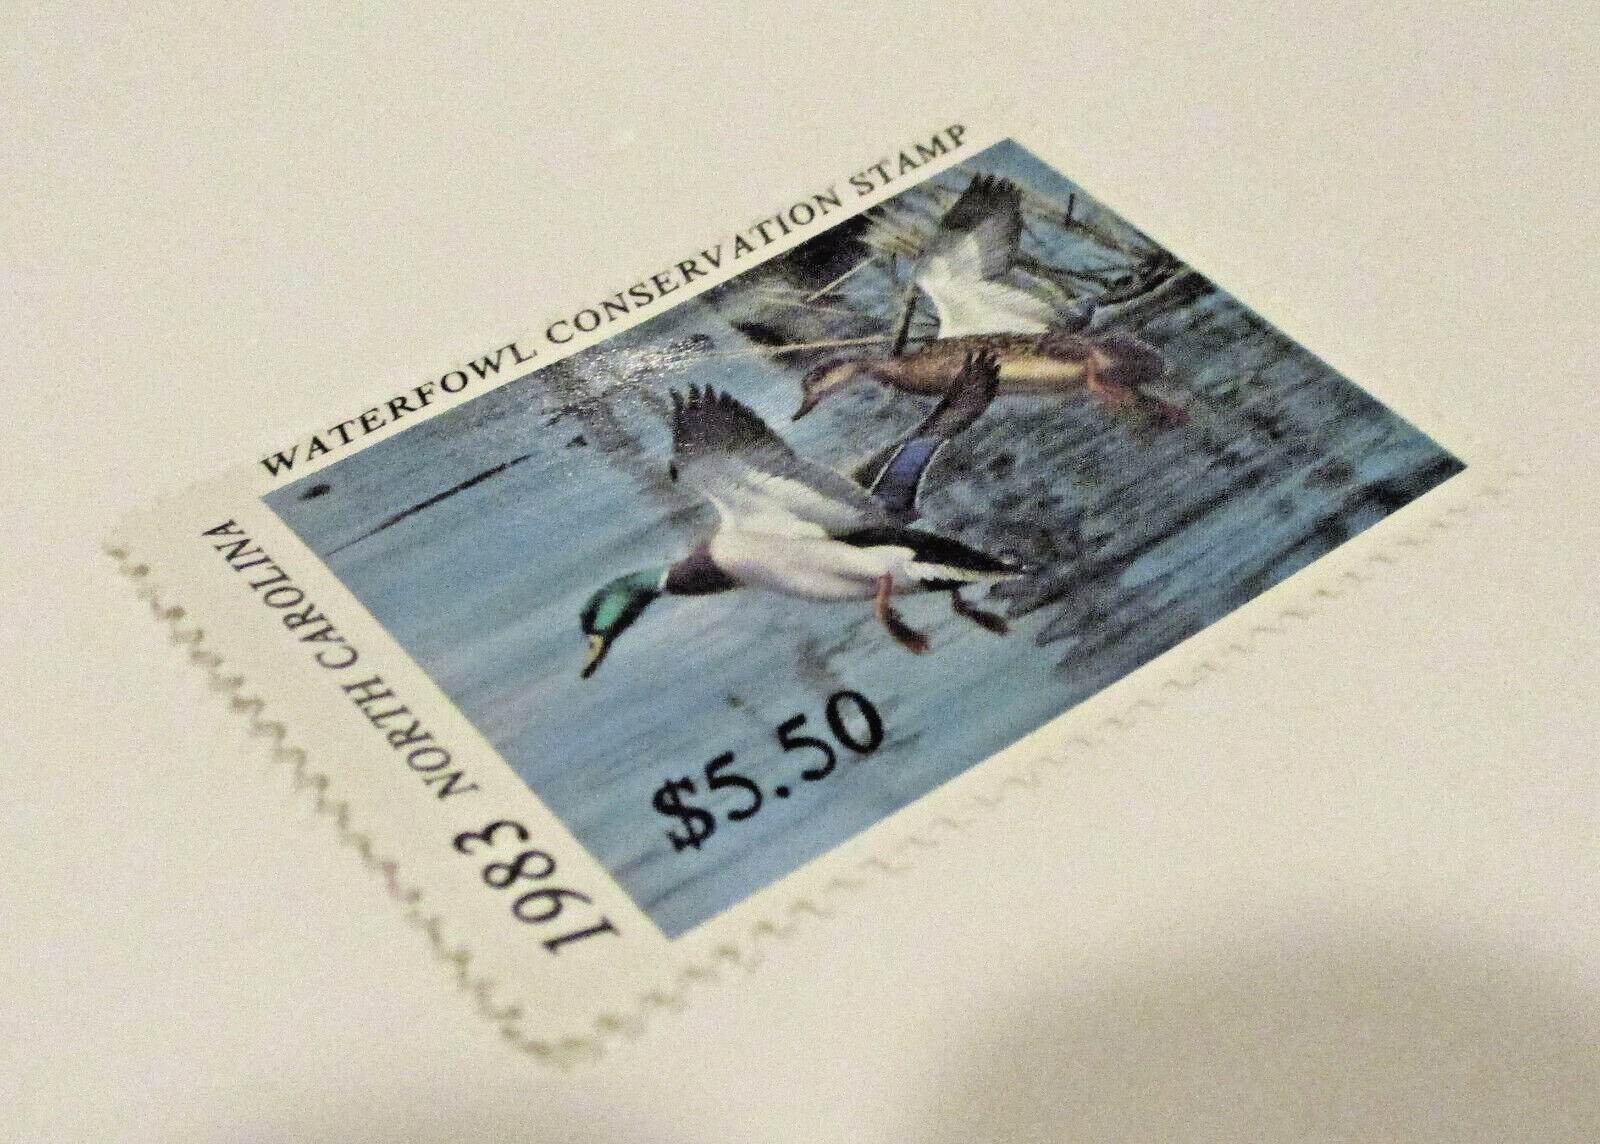 WATERFOWL CONSERVATION STAMP
1983 NORTH CAROLINA
$5.50